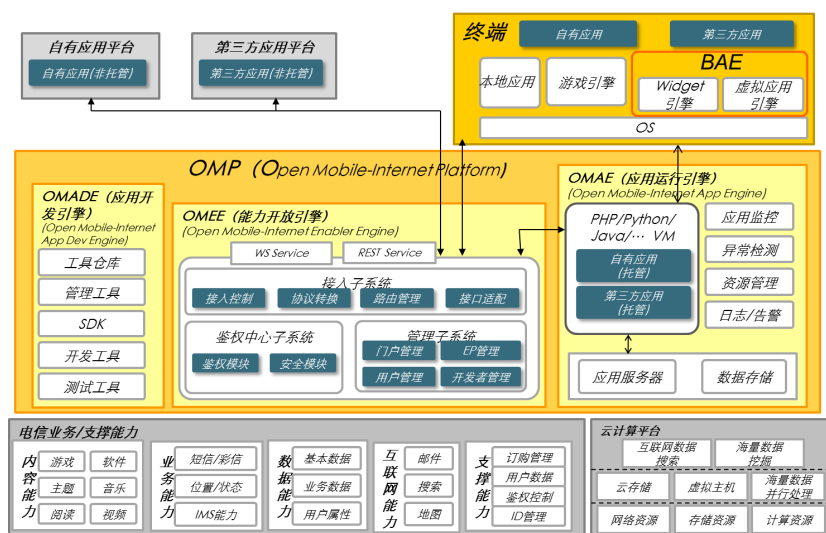 自有应用平台
自有应用(非托管)
第三方应用平台
第三方应用(非托管)
终端
自有应用
第三方应用
本地应用
游戏引擎
BAE
Widget
引擎
虚拟应用
引擎
OS
OMP（Open Mobile-Internet Platform）
OMADE（应用开
发引擎）
(Open Mobile-Internet
App Dev Engine)
工具仓库
管理工具
SDK
开发工具
测试工具
OMEE（能力开放引擎）
(Open Mobile-Internet Enabler Engine)
WS Service
REST Service
接入子系统
接入控制
协议转换
路由管理
接口适配
鉴权中心子系统
鉴权模块
安全模块
管理子系统
门户管理
EP管理
用户管理
开发者管理
OMAE（应用运行引擎）
(Open Mobile-Internet App Engine)
PHP/Python/
Java/… VM
自有应用
(托管)
第三方应用
(托管)
应用监控
异常检测
资源管理
日志/告警
应用服务器
数据存储
电信业务/支撑能力
内容能力
游戏
软件
主题
音乐
阅读
视频
业务能力
短信/彩信
位置/状态
IMS能力
数据能力
基本数据
业务数据
用户属性
互联网能力
邮件
搜索
地图
支撑能力
订购管理
用户数据
鉴权控制
ID管理
云计算平台
互联网数据
搜索
海量数据
挖掘
云存储
虚拟主机
海量数据
并行处理
网络资源
存储资源
计算资源